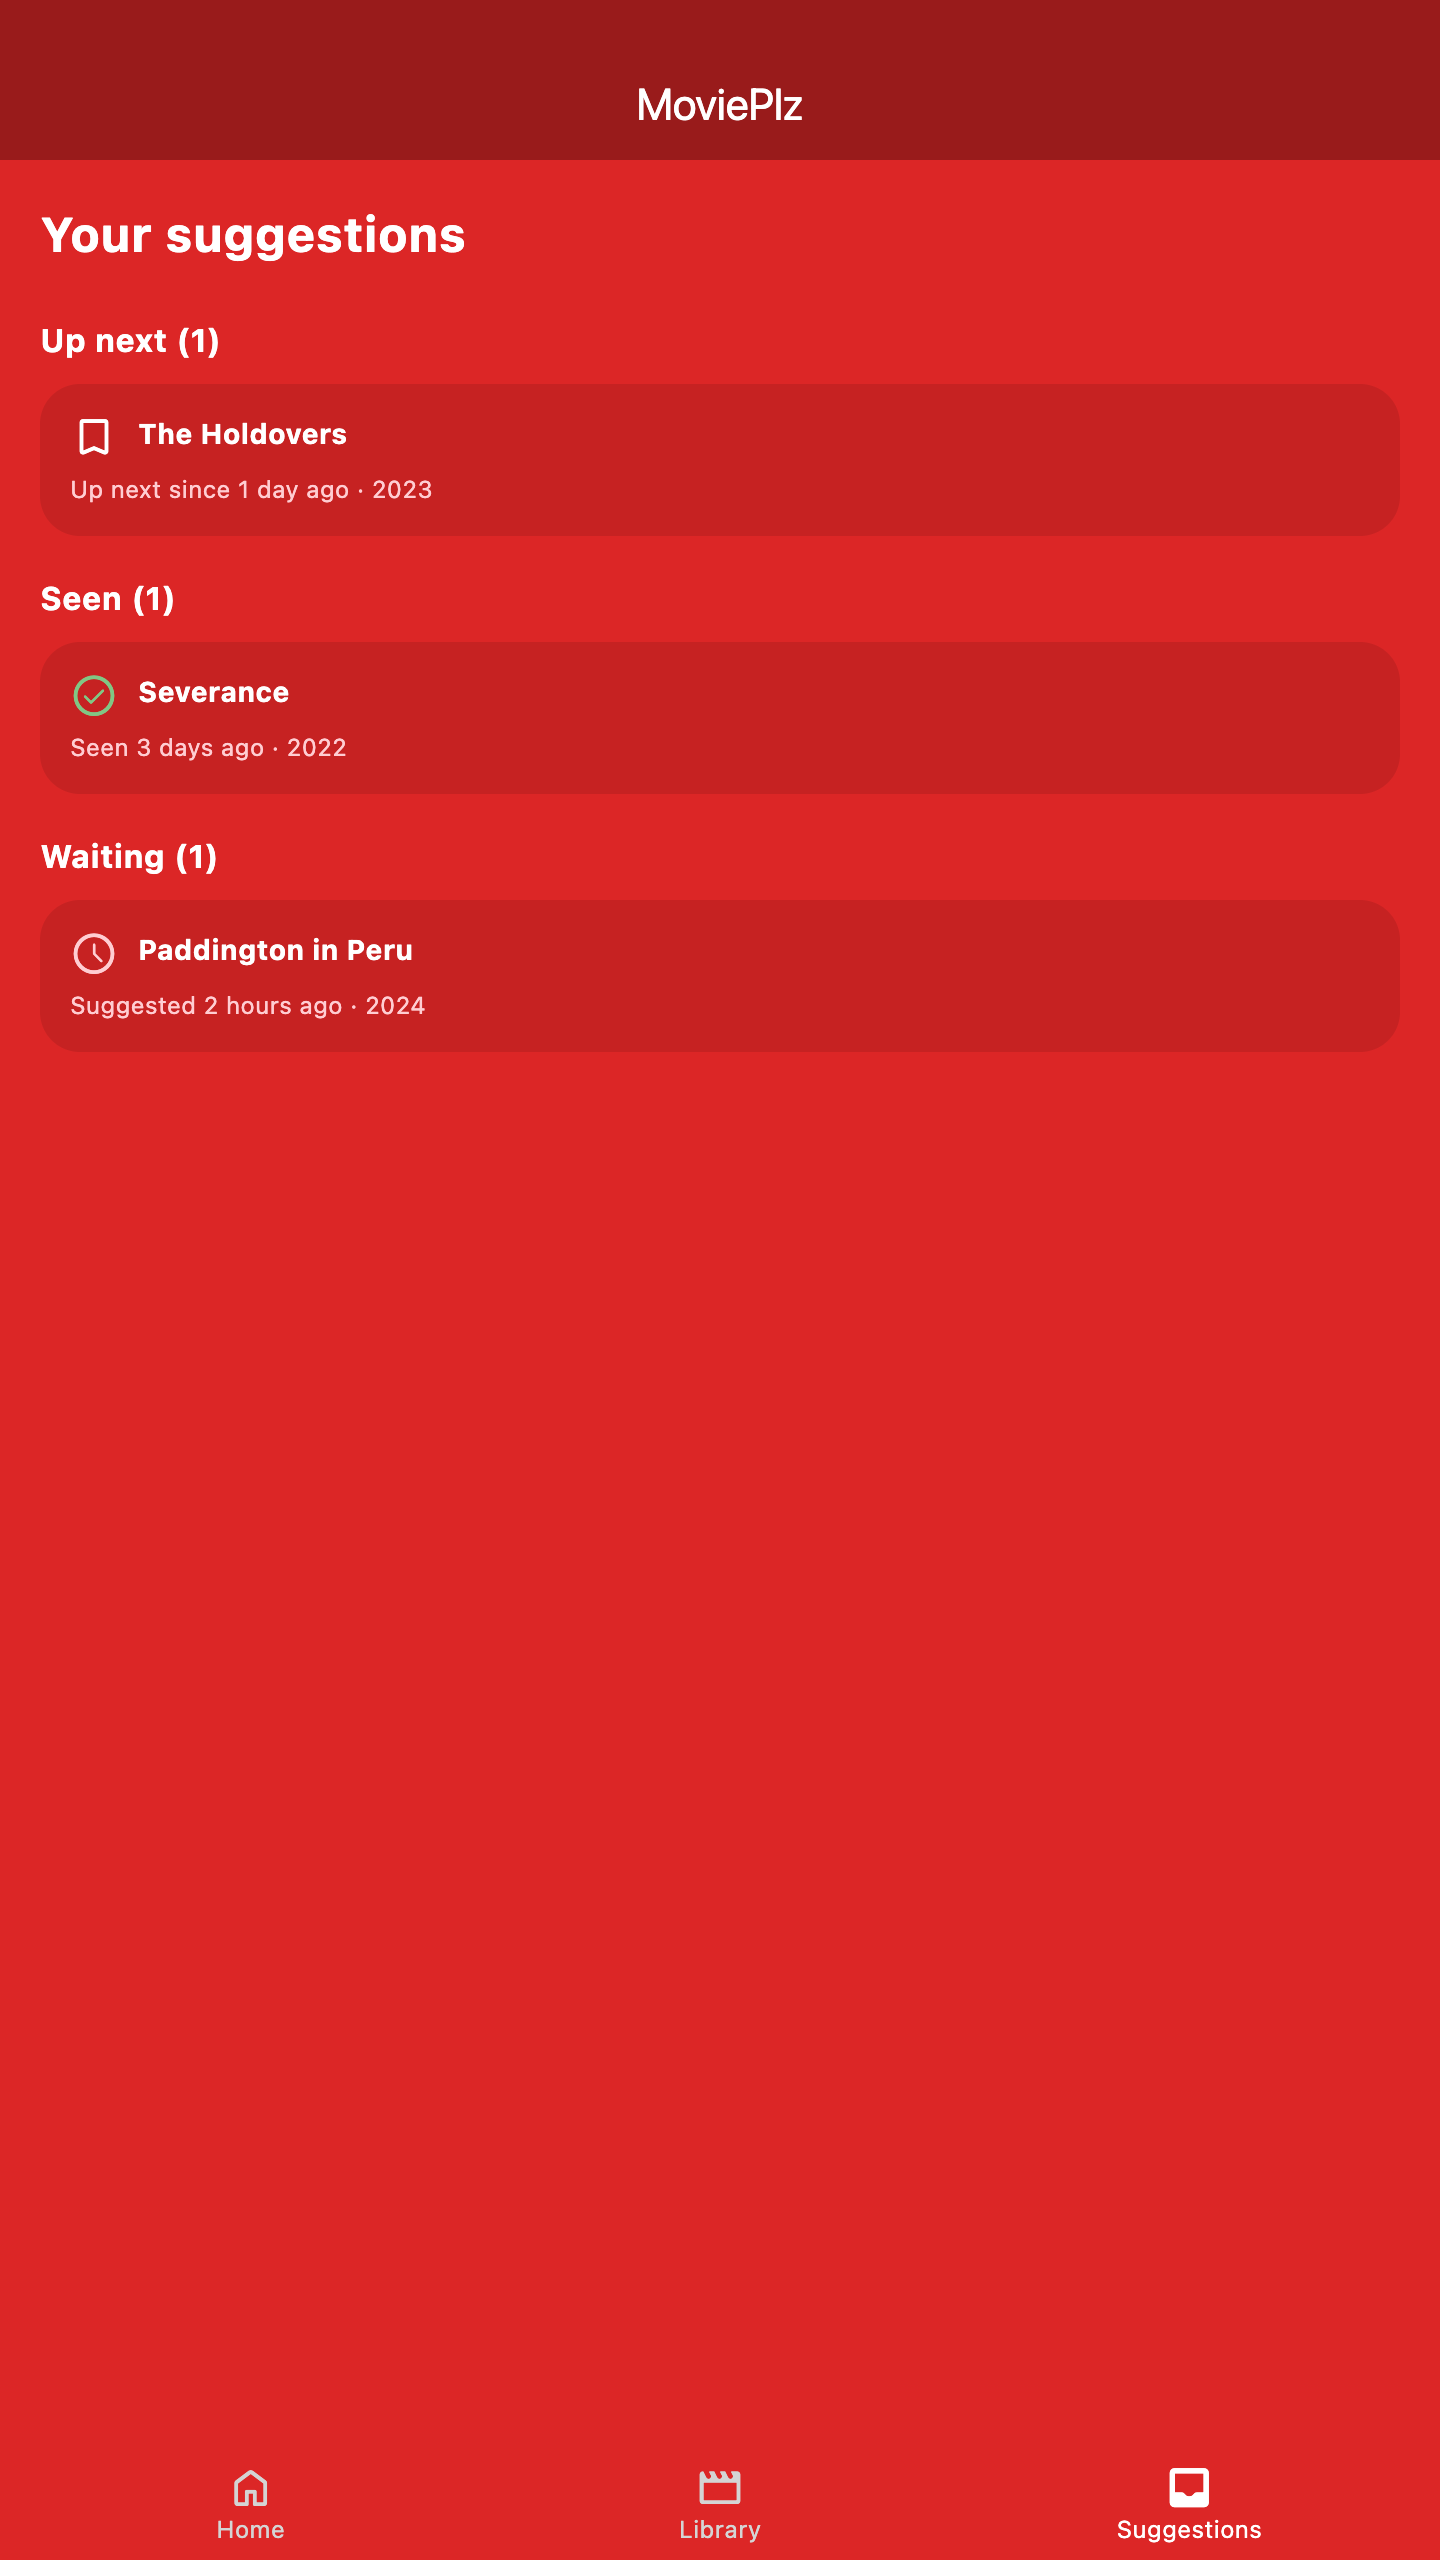 MoviePlz
Your suggestions
Up next (1)
The Holdovers
Up next since 1 day ago · 2023
Seen (1)
Severance
Seen 3 days ago · 2022
Waiting (1)
Paddington in Peru
Suggested 2 hours ago · 2024
Home
Library
Suggestions